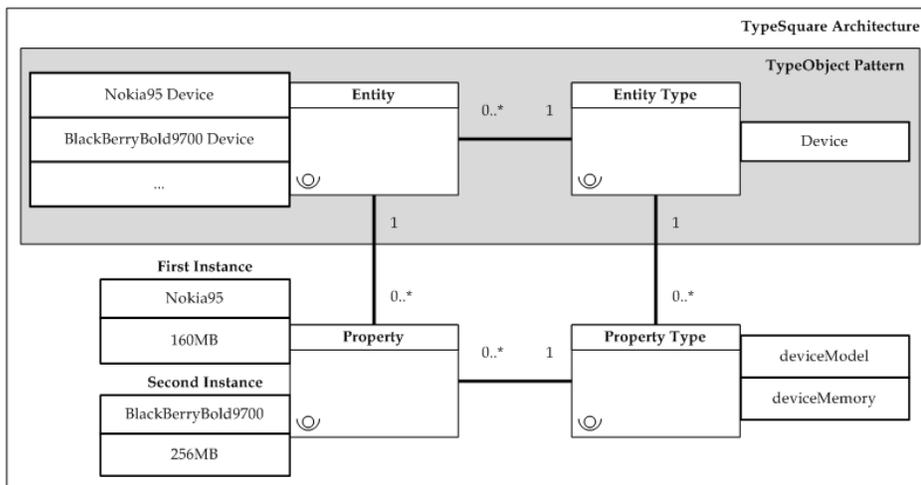 TypeSquare Architecture
TypeObject Pattern
Nokia95 Device
BlackBerryBold9700 Device
...
Entity
0..*
1
Entity Type
Device
1
1
0..*
0..*
First Instance
Nokia95
160MB
Second Instance
BlackBerryBold9700
256MB
Property
0..*
1
Property Type
deviceModel
deviceMemory